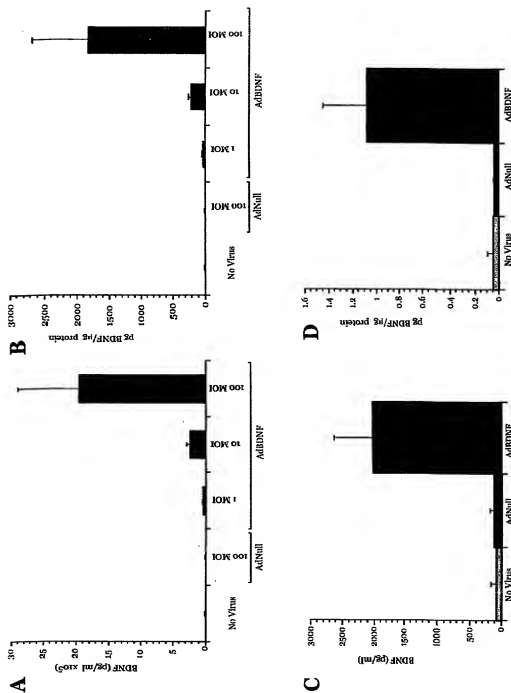 A
BDNF (pg/ml x10⁻⁵)
30
25
20
15
10
5
0
No Virus
100 MOI
1 MOI
10 MOI
100 MOI
AdNull
AdBDNF
B
pg BDNF/µg protein
3000
2500
2000
1500
1000
500
0
No Virus
100 MOI
1 MOI
10 MOI
100 MOI
AdNull
AdBDNF
C
BDNF (pg/ml)
3000
2500
2000
1500
1000
500
0
No Virus
AdNull
AdBDNF
D
pg BDNF/µg protein
1.6
1.4
1.2
1
0.8
0.6
0.4
0.2
0
No Virus
AdNull
AdBDNF